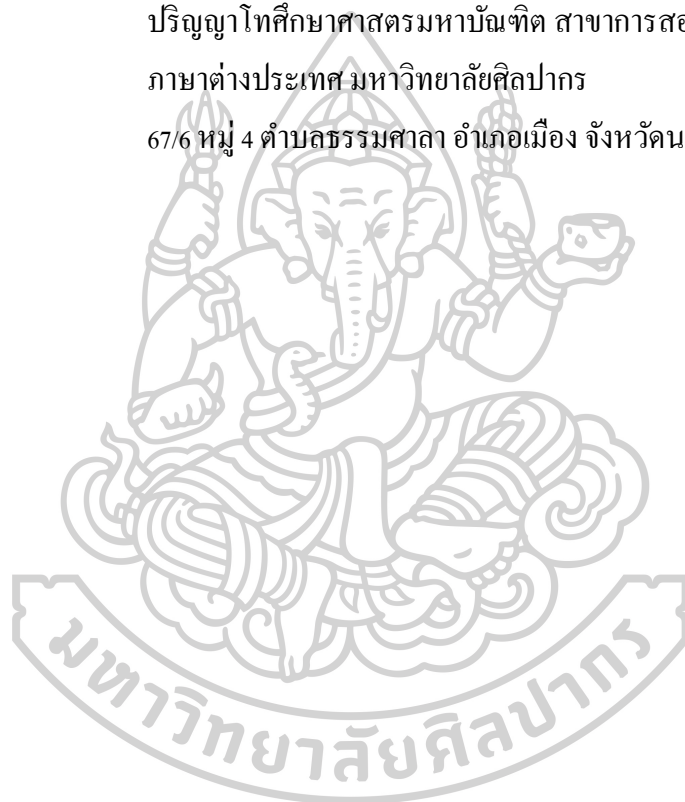 ปริญญาโทศึกษาศาสตรมหาบัณฑิต สาขาการสอ
ภาษาต่างประเทศ มหาวิทยาลัยศิลปากร
67/6 หมู่ 4 ตำบลธรรมศาลา อำเภอเมือง จังหวัดน
มหาวิทยาลัยศิลปากร